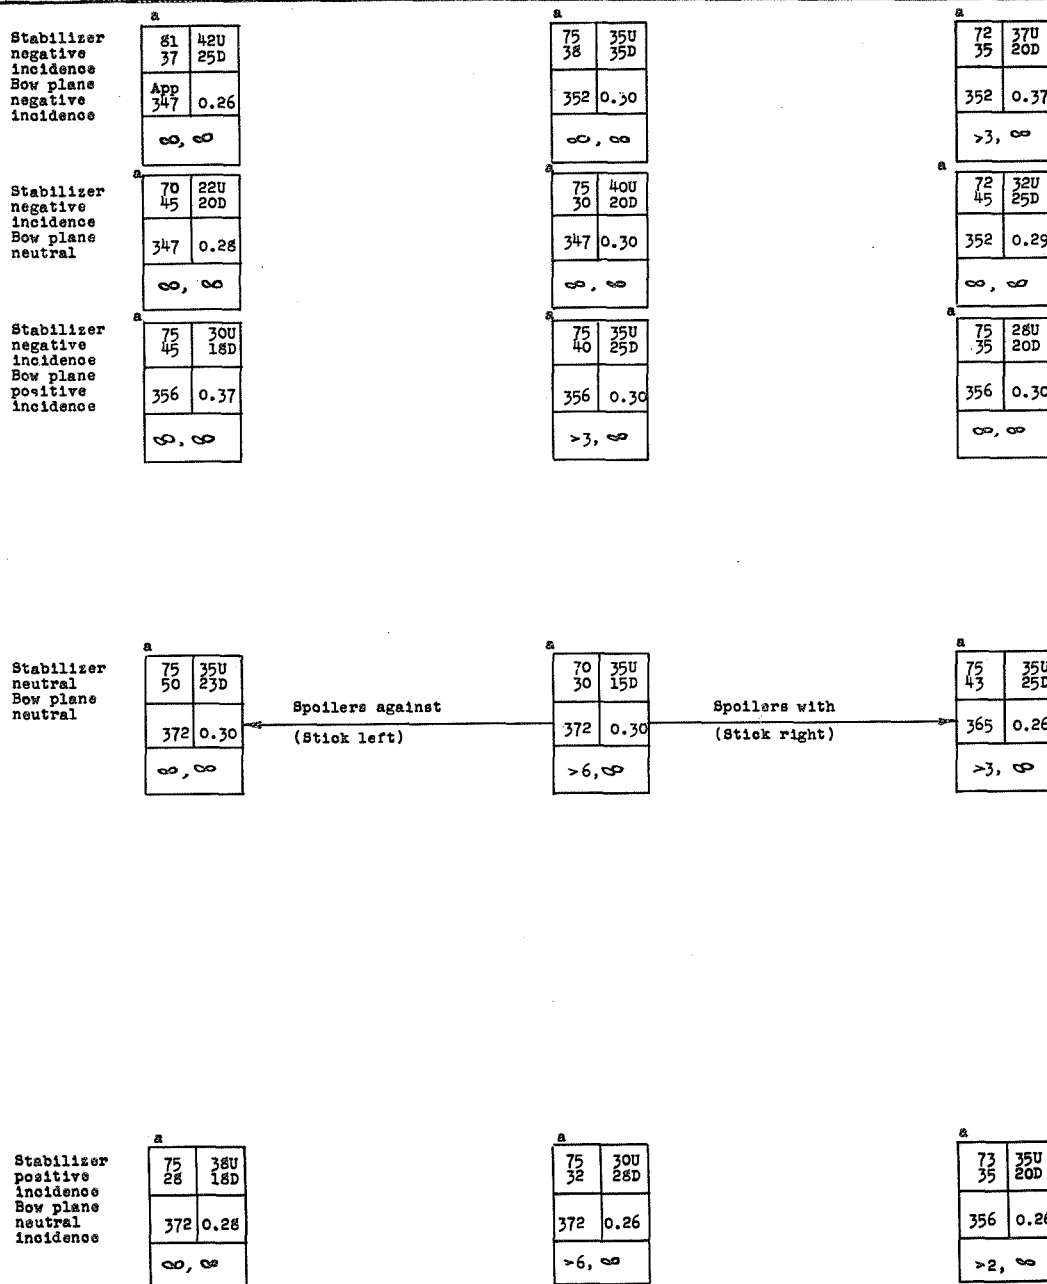 a a a
Stabilizer
negative
incidence
Bow plane
negative
incidence
81 42U
37 25D
App
347 0.26
∞, ∞
75 35U
38 35D
352 0.30
∞, ∞
72 37U
35 20D
352 0.37
>3, ∞
a a a
Stabilizer
negative
incidence
Bow plane
neutral
70 22U
45 20D
347 0.28
∞, ∞
75 40U
30 20D
347 0.30
∞, ∞
72 32U
45 25D
352 0.29
∞, ∞
a a
Stabilizer
negative
incidence
Bow plane
positive
incidence
75 30U
45 18D
356 0.37
∞, ∞
75 35U
40 25D
356 0.30
>3, ∞
75 28U
35 20D
356 0.30
∞, ∞
a a a
Stabilizer
neutral
Bow plane
neutral
75 35U
50 23D
372 0.30
∞, ∞
Spoilers against
(Stick left)
70 35U
30 15D
372 0.30
>6, ∞
Spoilers with
(Stick right)
75 35U
43 25D
365 0.26
>3, ∞
a a a
Stabilizer
positive
incidence
Bow plane
neutral
incidence
75 38U
28 18D
372 0.28
∞, ∞
75 30U
32 28D
372 0.26
>6, ∞
73 35U
35 20D
356 0.26
>2, ∞